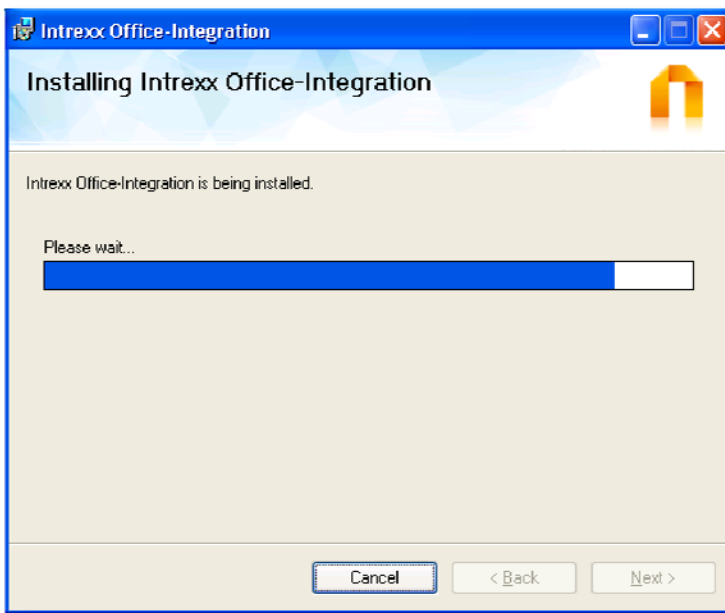 Intrexx Office-Integration
Installing Intrexx Office-Integration
Intrexx Office-Integration is being installed.
Please wait...
Cancel
< Back
Next >